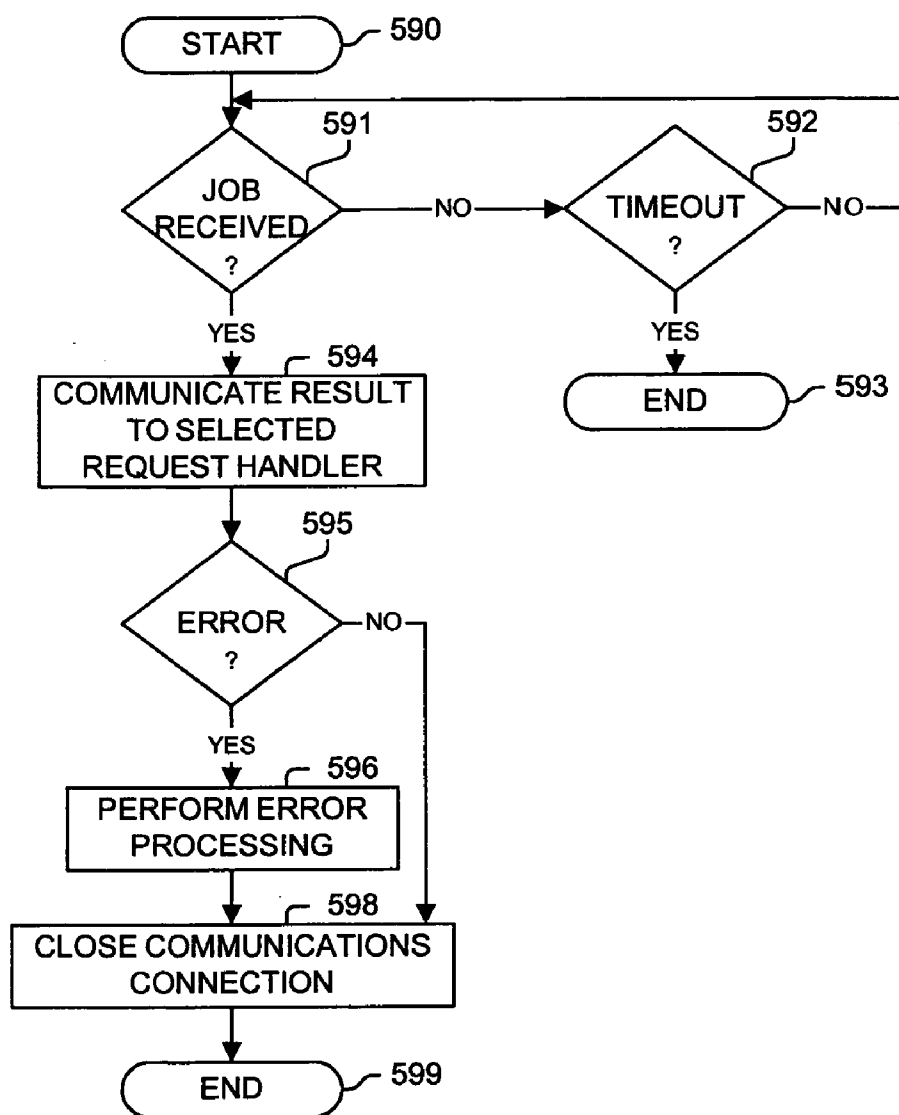 START
590
591
592
JOB
RECEIVED
?
NO
TIMEOUT
?
NO
YES
YES
594
COMMUNICATE RESULT
TO SELECTED
REQUEST HANDLER
END
593
595
ERROR
?
NO
YES
596
PERFORM ERROR
PROCESSING
598
CLOSE COMMUNICATIONS
CONNECTION
END
599